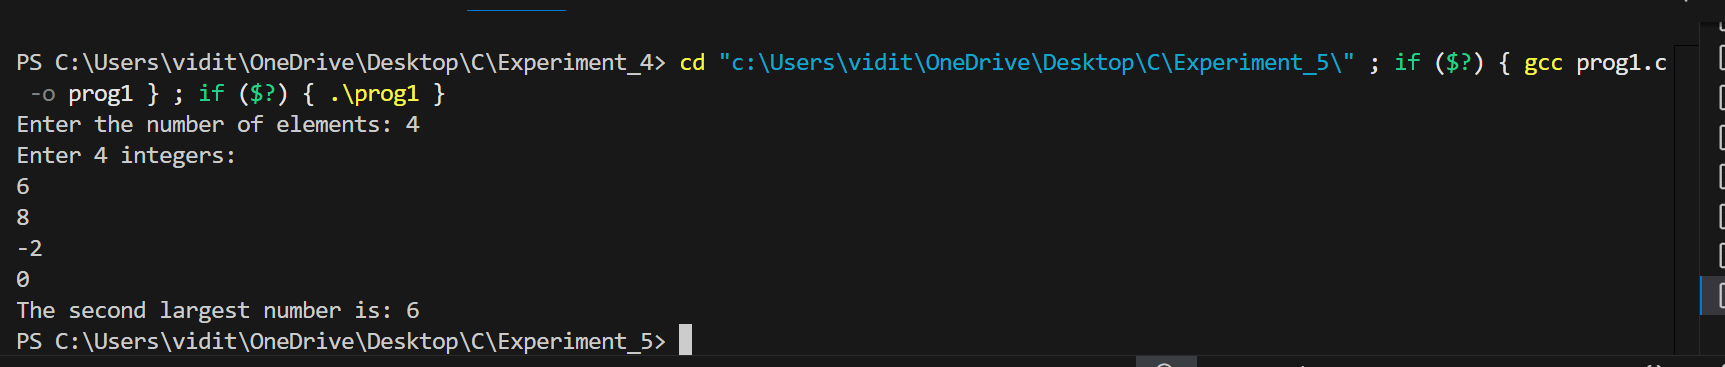 PS C:\Users\vidit\OneDrive\Desktop\C\Experiment_4> cd "c:\Users\vidit\OneDrive\Desktop\C\Experiment_5\" ; if ($?) { gcc prog1.c
 -o prog1 } ; if ($?) { .\prog1 }
Enter the number of elements: 4
Enter 4 integers:
6
8
-2
0
The second largest number is: 6
PS C:\Users\vidit\OneDrive\Desktop\C\Experiment_5>